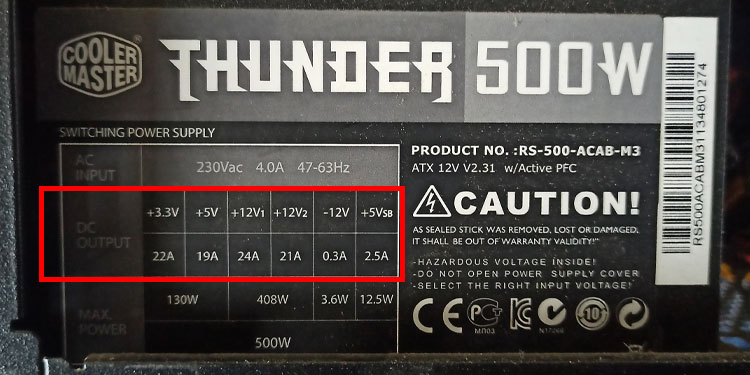 COOLER MASTER THUNDER 500W
SWITCHING POWER SUPPLY
AC INPUT 230Vac 4.0A 47-63Hz
DC OUTPUT +3.3V +5V +12V1 +12V2 -12V +5VSB
22A 19A 24A 21A 0.3A 2.5A
MAX. POWER 130W 408W 3.6W 12.5W
500W
PRODUCT NO. :RS-500-ACAB-M3
ATX 12V V2.31 w/Active PFC
CAUTION!
AS SEALED STICK WAS REMOVED, LOST OR DAMAGED,
IT SHALL BE OUT OF WARRANTY VALIDITY!"
-HAZARDOUS VOLTAGE INSIDE!
-DO NOT OPEN POWER SUPPLY COVER
-SELECT THE RIGHT INPUT VOLTAGE!
CE
МЛ03
N17266
10
RS500ACABM31134801274